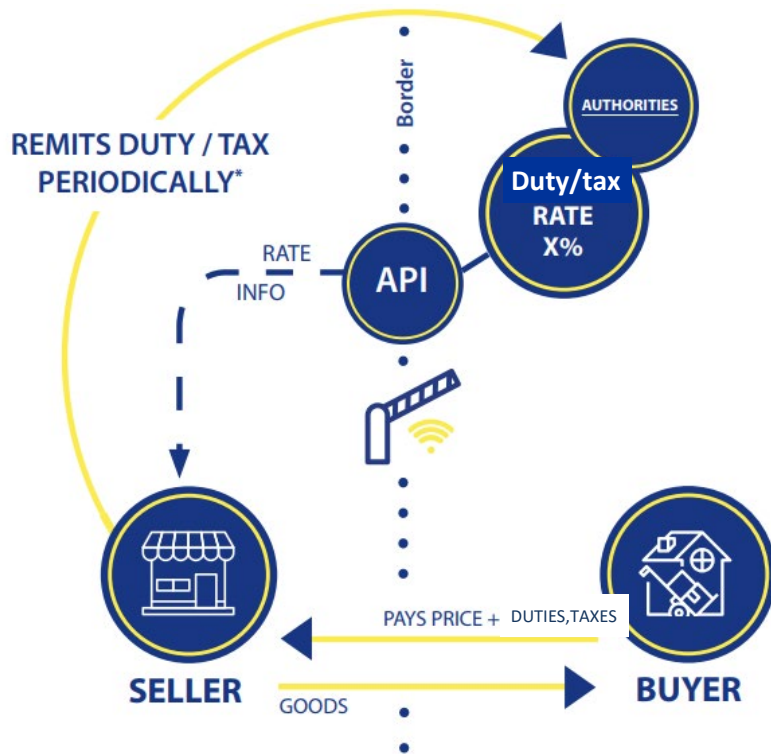 Border
AUTHORITIES
REMITS DUTY / TAX
PERIODICALLY*
Duty/tax
RATE
X%
RATE
INFO
API
PAYS PRICE + DUTIES,TAXES
SELLER
BUYER
GOODS